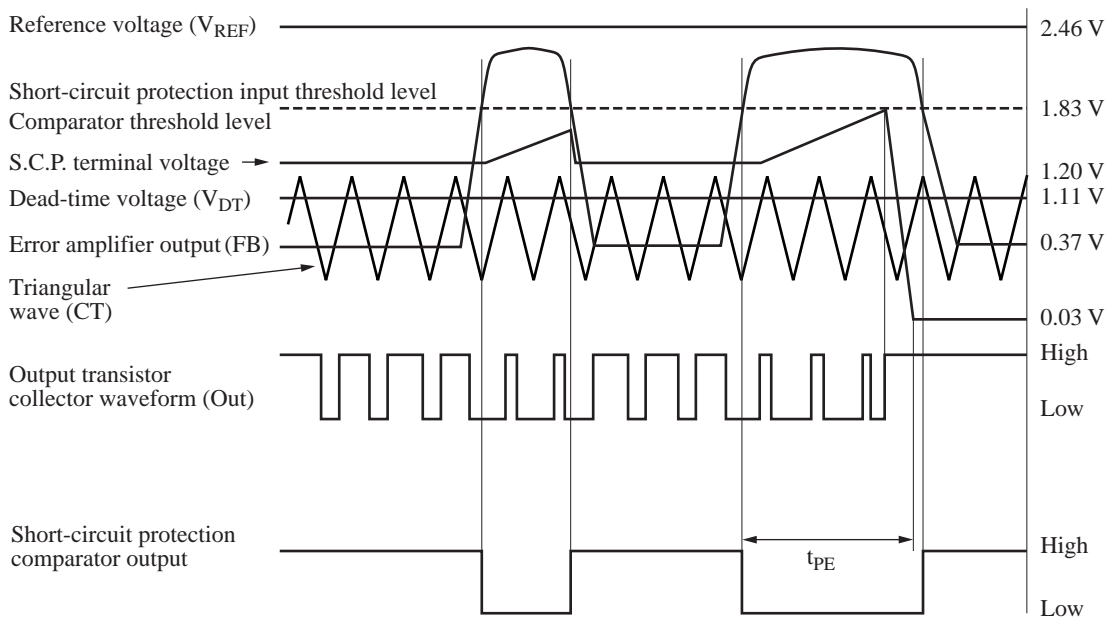 Reference voltage (VREF)
2.46 V
Short-circuit protection input threshold level
1.83 V
Comparator threshold level
S.C.P. terminal voltage
1.20 V
Dead-time voltage (VDT)
1.11 V
Error amplifier output (FB)
0.37 V
Triangular
wave (CT)
0.03 V
High
Output transistor
collector waveform (Out)
Low
Short-circuit protection
comparator output
High
tPE
Low